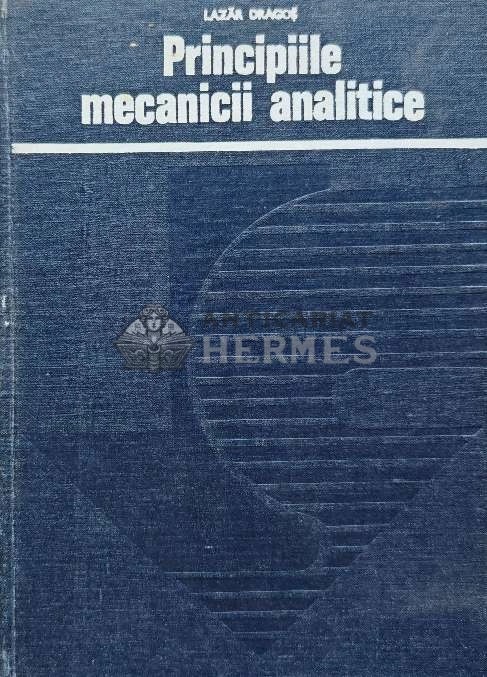 LAZĂR DRAGOȘ
Principiile
mecanicii analitice
ANTICARIAT
HERMES